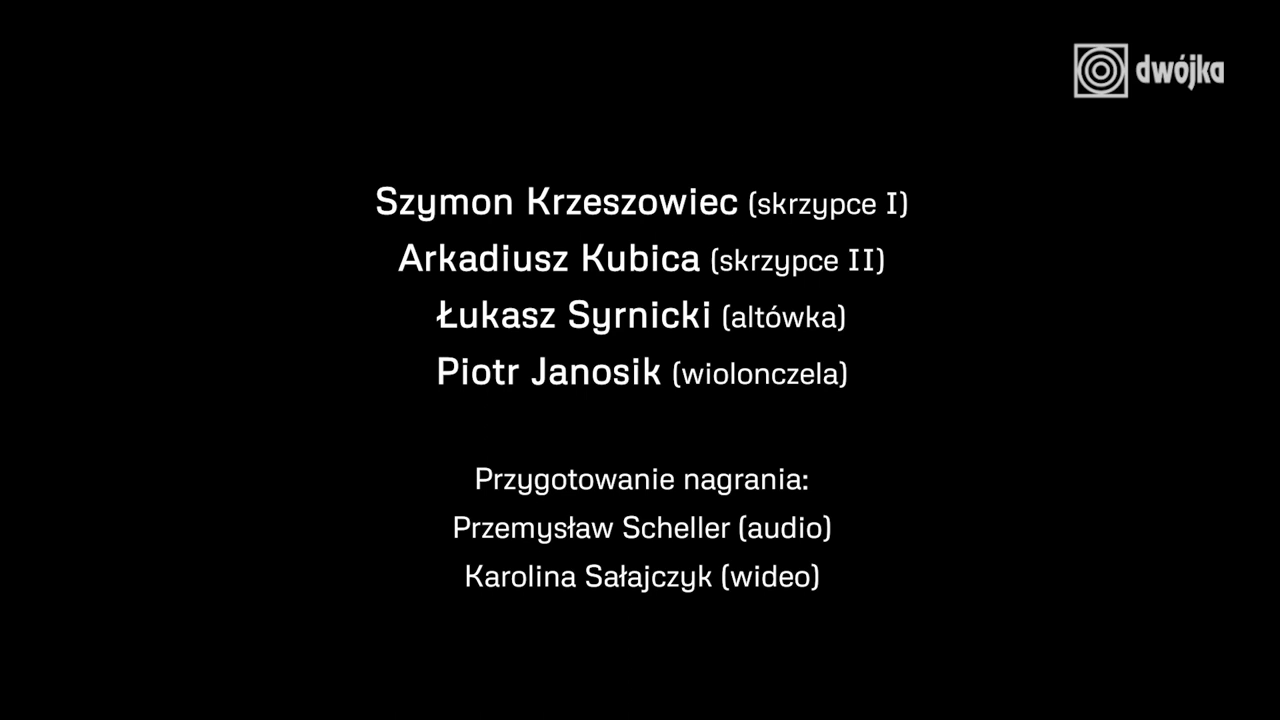 dwójka
Szymon Krzeszowiec (skrzypce I)
Arkadiusz Kubica (skrzypce II)
Łukasz Syrnicki (altówka)
Piotr Janosik (wiolonczela)
Przygotowanie nagrania:
Przemysław Scheller (audio)
Karolina Sałajczyk (wideo)